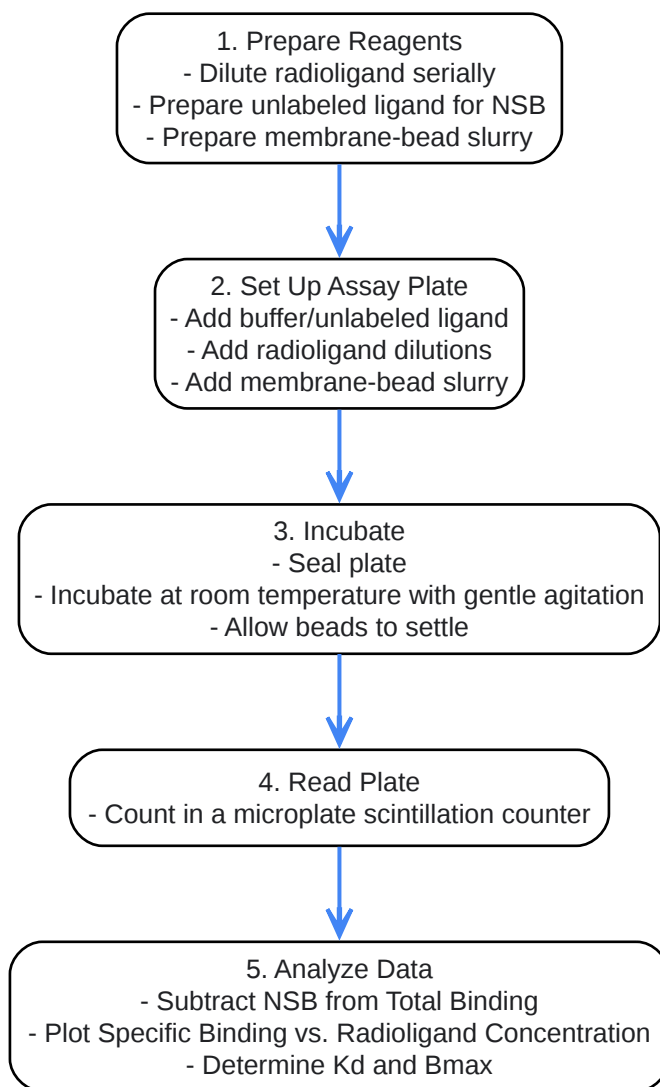 1. Prepare Reagents
- Dilute radioligand serially
- Prepare unlabeled ligand for NSB
- Prepare membrane-bead slurry
2. Set Up Assay Plate
- Add buffer/unlabeled ligand
- Add radioligand dilutions
- Add membrane-bead slurry
3. Incubate
- Seal plate
- Incubate at room temperature with gentle agitation
- Allow beads to settle
4. Read Plate
- Count in a microplate scintillation counter
5. Analyze Data
- Subtract NSB from Total Binding
- Plot Specific Binding vs. Radioligand Concentration
- Determine Kd and Bmax